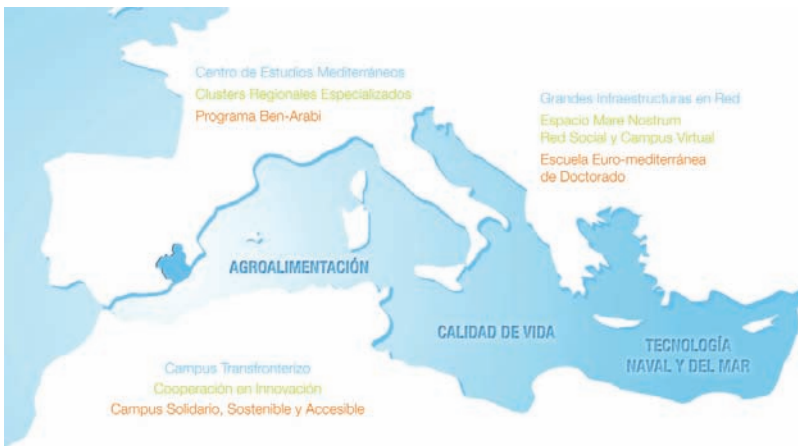 Centro de Estudios Mediterráneos
Clusters Regionales Especializados
Programa Ben-Arabi
Grandes Infraestructuras en Red
Espacio Mare Nostrum
Red Social y Campus Virtual
Escuela Euro-mediterránea
de Doctorado
AGROALIMENTACIÓN
CALIDAD DE VIDA
TECNOLOGÍA
NAVAL Y DEL MAR
Campus Transfronterizo
Cooperación en Innovación
Campus Solidario, Sostenible y Accesible